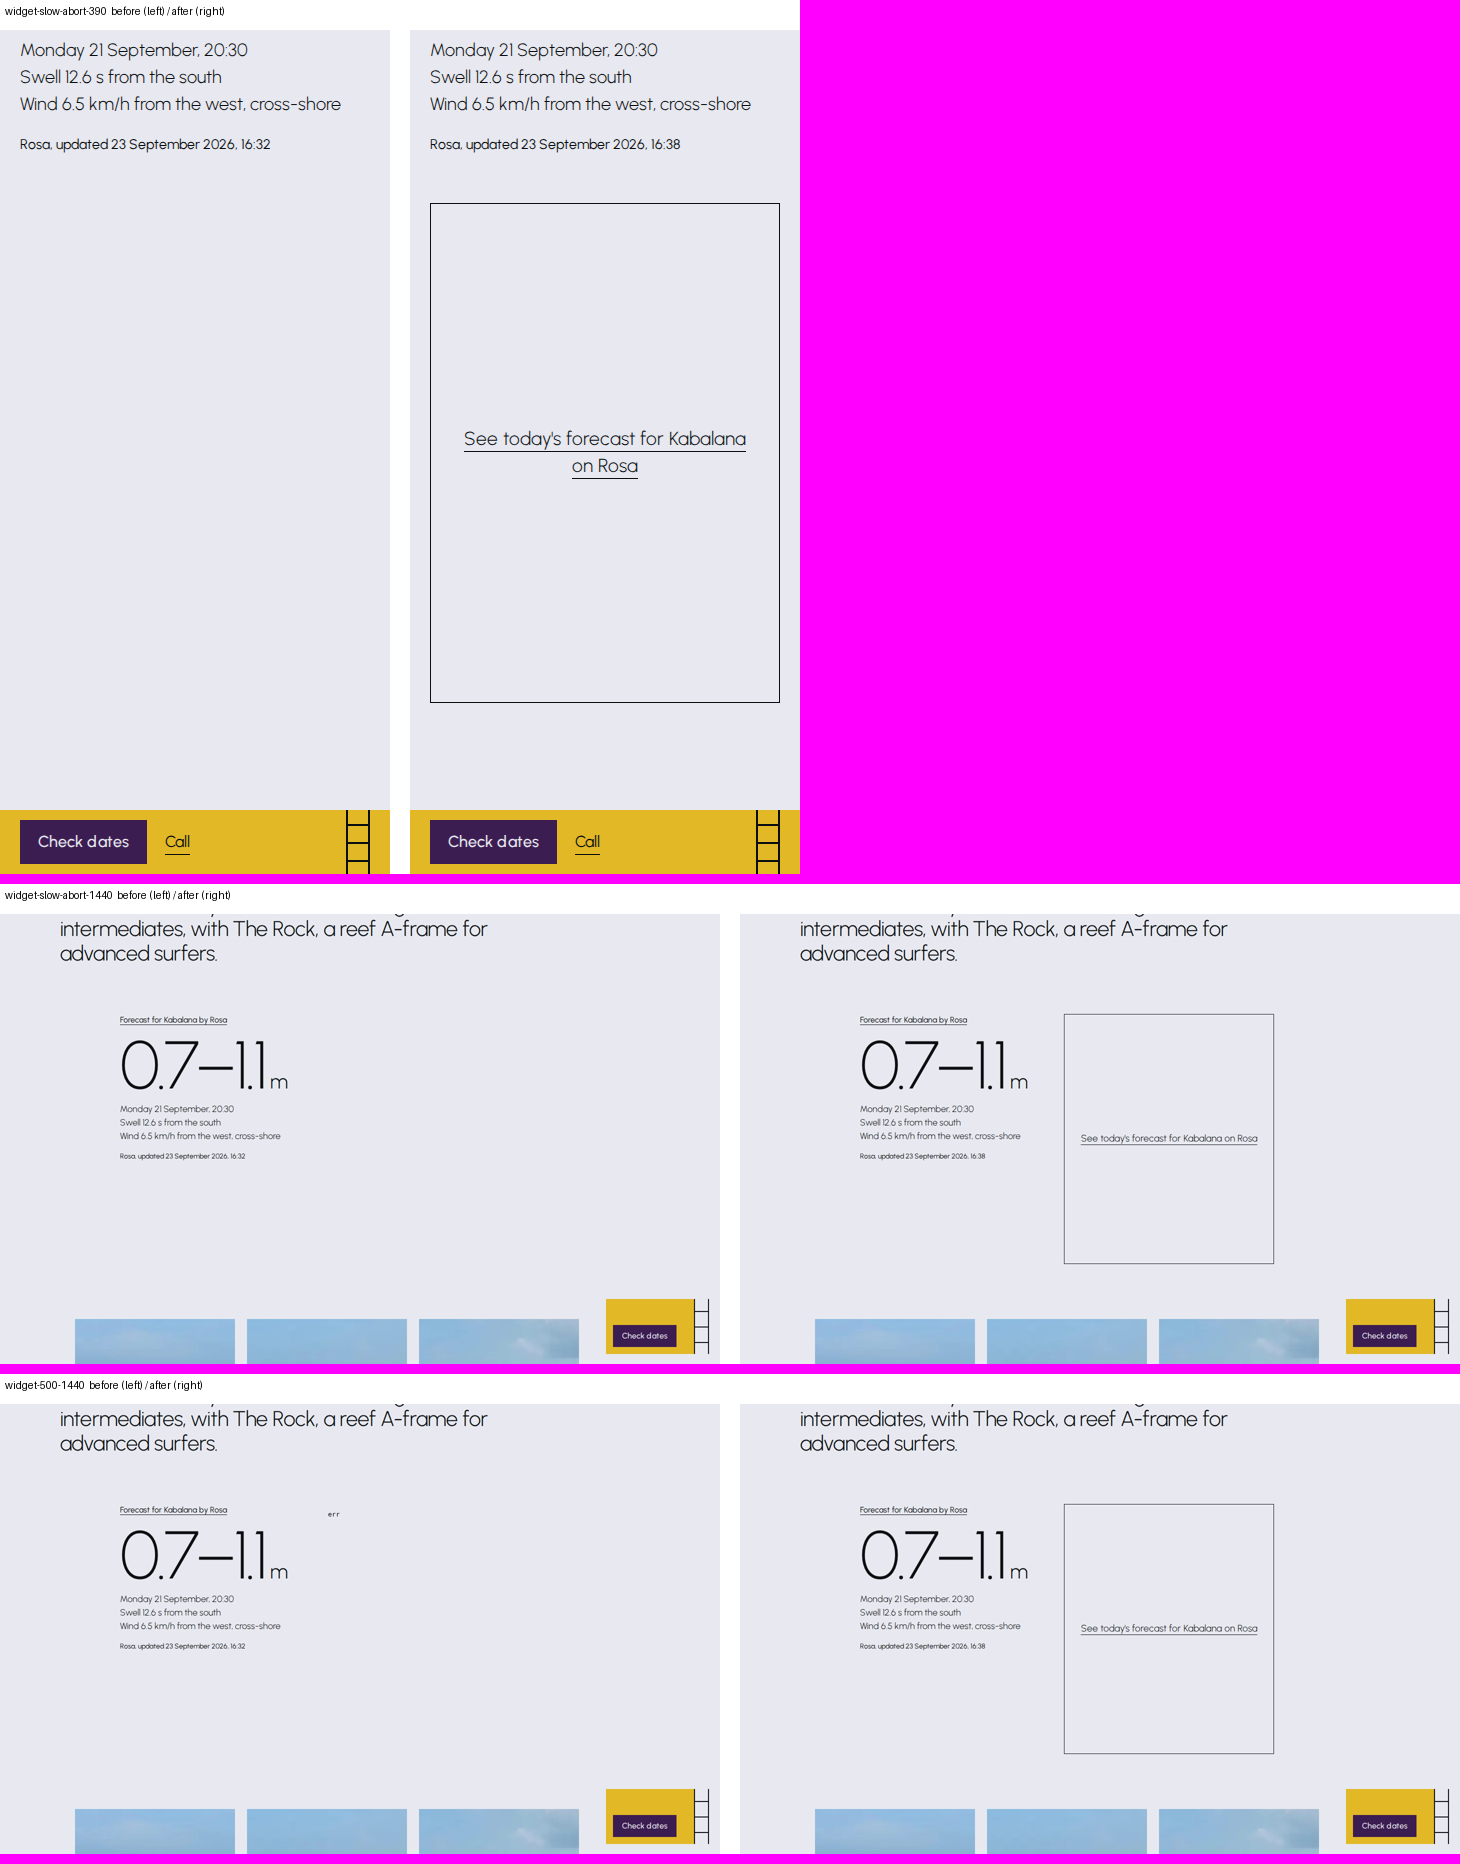 widget-slow-abort-390 before (left) / after (right)
Monday 21 September, 20:30
Swell 12.6 s from the south
Wind 6.5 km/h from the west, cross-shore
Rosa, updated 23 September 2026, 16:32
Check dates
Call
Monday 21 September, 20:30
Swell 12.6 s from the south
Wind 6.5 km/h from the west, cross-shore
Rosa, updated 23 September 2026, 16:38
See today's forecast for Kabalana
on Rosa
Check dates
Call
widget-slow-abort-1440 before (left) / after (right)
intermediates, with The Rock, a reef A-frame for
advanced surfers.
Forecast for Kabalana by Rosa
0.7–1.1 m
Monday 21 September, 20:30
Swell 12.6 s from the south
Wind 6.5 km/h from the west, cross-shore
Rosa, updated 23 September 2026, 16:32
Check dates
intermediates, with The Rock, a reef A-frame for
advanced surfers.
Forecast for Kabalana by Rosa
0.7–1.1 m
Monday 21 September, 20:30
Swell 12.6 s from the south
Wind 6.5 km/h from the west, cross-shore
Rosa, updated 23 September 2026, 16:38
See today's forecast for Kabalana on Rosa
Check dates
widget-500-1440 before (left) / after (right)
intermediates, with The Rock, a reef A-frame for
advanced surfers.
Forecast for Kabalana by Rosa
err
0.7–1.1 m
Monday 21 September, 20:30
Swell 12.6 s from the south
Wind 6.5 km/h from the west, cross-shore
Rosa, updated 23 September 2026, 16:32
Check dates
intermediates, with The Rock, a reef A-frame for
advanced surfers.
Forecast for Kabalana by Rosa
0.7–1.1 m
Monday 21 September, 20:30
Swell 12.6 s from the south
Wind 6.5 km/h from the west, cross-shore
Rosa, updated 23 September 2026, 16:38
See today's forecast for Kabalana on Rosa
Check dates